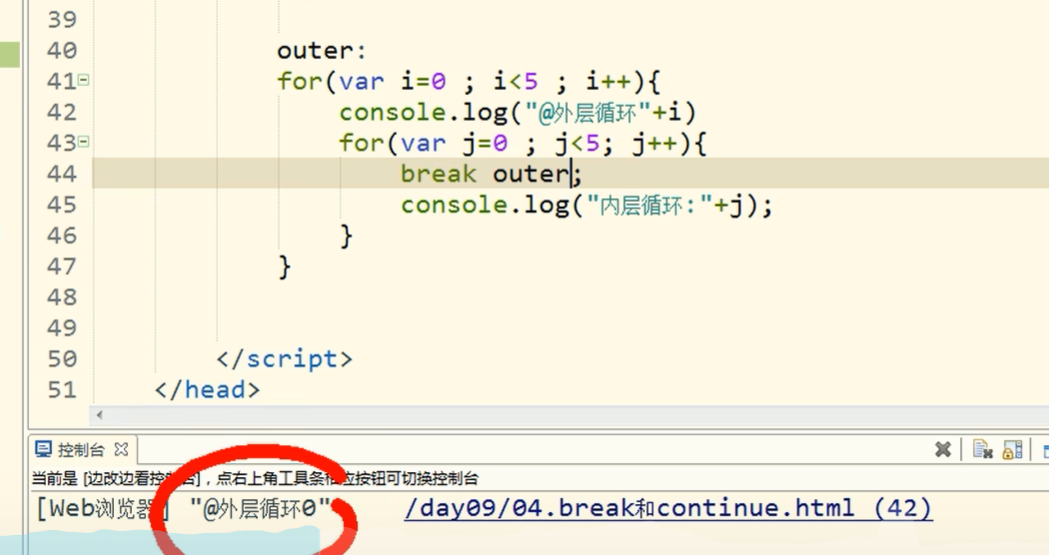 39
40 outer:
41 for(var i=0 ; i<5 ; i++){
42 console.log("@外层循环"+i)
43 for(var j=0 ; j<5; j++){
44 break outer;
45 console.log("内层循环:"+j);
46 }
47 }
48
49
50 </script>
51 </head>
控制台
当前是 [边改边看控制台]，点右上角工具条相应按钮可切换控制台
[Web浏览器] "@外层循环0" /day09/04.break和continue.html (42)